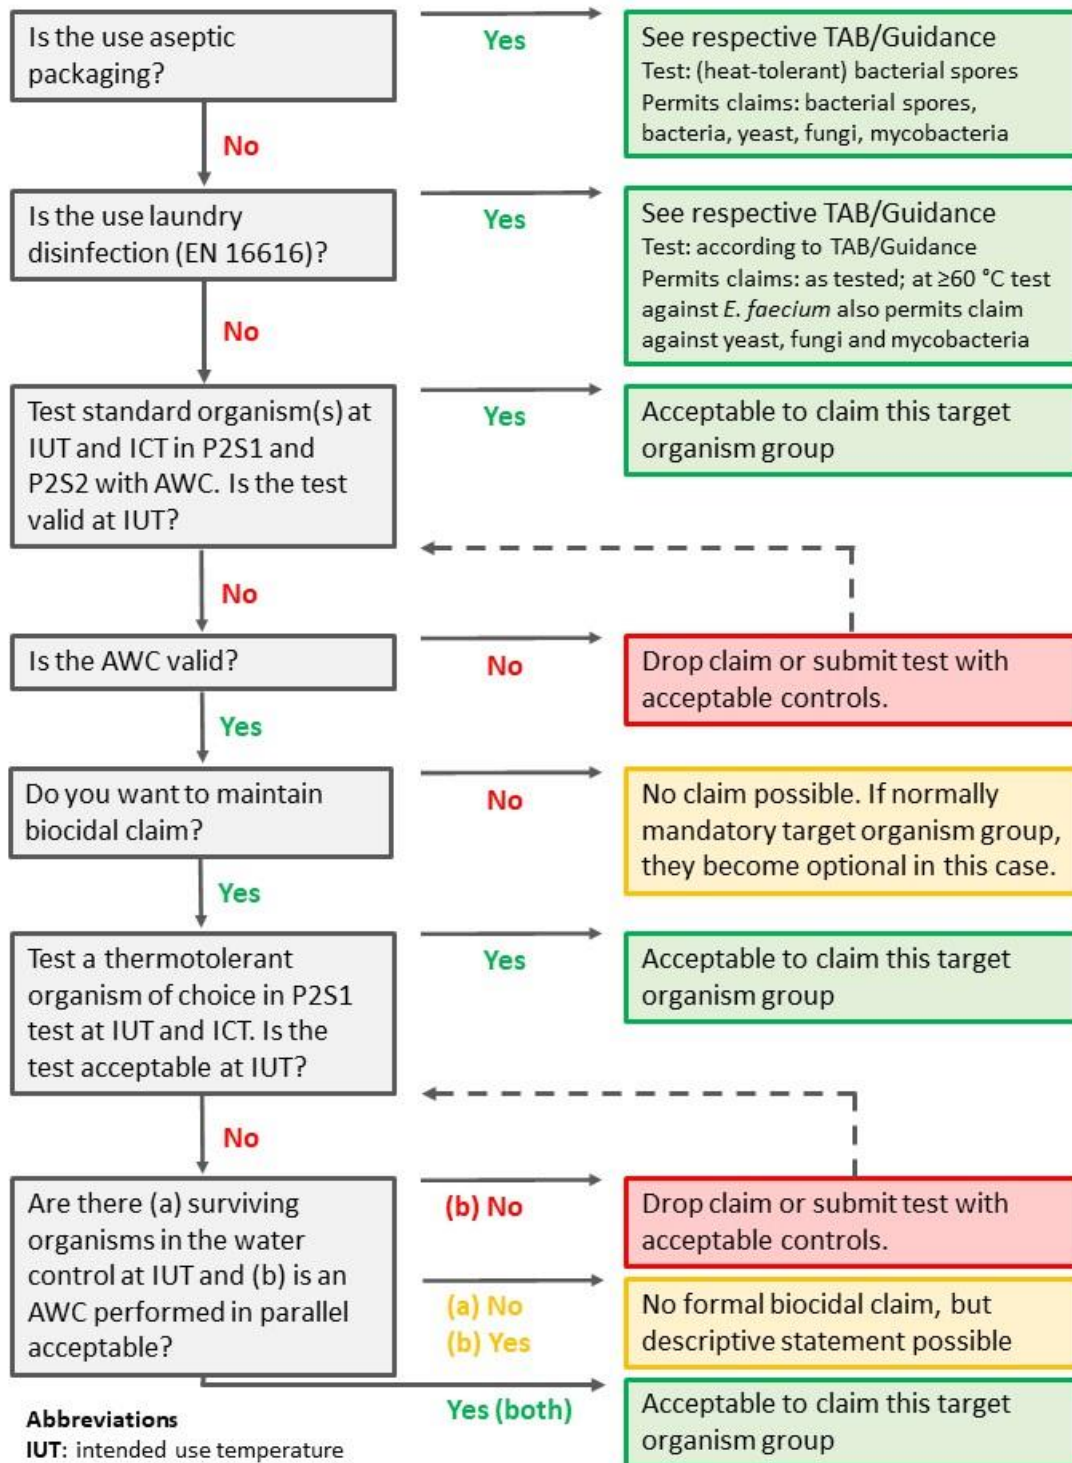 Is the use aseptic
packaging?
Yes
See respective TAB/Guidance
Test: (heat-tolerant) bacterial spores
Permits claims: bacterial spores,
bacteria, yeast, fungi, mycobacteria
No
Is the use laundry
disinfection (EN 16616)?
Yes
See respective TAB/Guidance
Test: according to TAB/Guidance
Permits claims: as tested; at ≥60 °C test
against E. faecium also permits claim
against yeast, fungi and mycobacteria
No
Test standard organism(s) at
IUT and ICT in P2S1 and
P2S2 with AWC. Is the test
valid at IUT?
Yes
Acceptable to claim this target
organism group
No
Is the AWC valid?
No
Drop claim or submit test with
acceptable controls.
Yes
Do you want to maintain
biocidal claim?
No
No claim possible. If normally
mandatory target organism group,
they become optional in this case.
Yes
Test a thermotolerant
organism of choice in P2S1
test at IUT and ICT. Is the
test acceptable at IUT?
Yes
Acceptable to claim this target
organism group
No
Are there (a) surviving
organisms in the water
control at IUT and (b) is an
AWC performed in parallel
acceptable?
(b) No
Drop claim or submit test with
acceptable controls.
(a) No
(b) Yes
No formal biocidal claim, but
descriptive statement possible
Yes (both)
Acceptable to claim this target
organism group
Abbreviations
IUT: intended use temperature